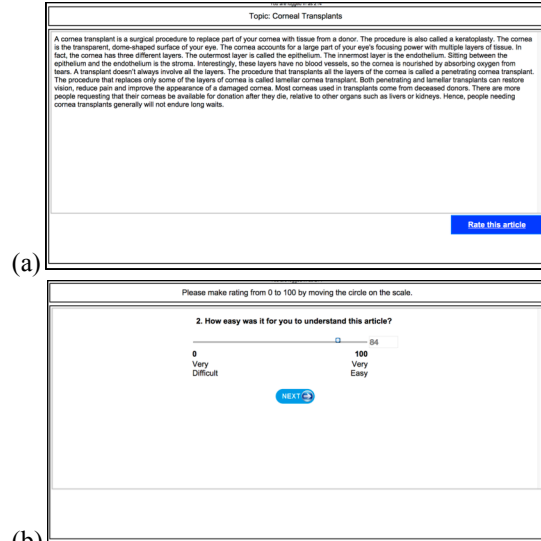 Topic: Corneal Transplants
A cornea transplant is a surgical procedure to replace part of your cornea with tissue from a donor. The procedure is also called a keratoplasty. The cornea
is the transparent, dome-shaped surface of your eye. The cornea accounts for a large part of your eye's focusing power with multiple layers of tissue. In
fact, the cornea has three different layers. The outermost layer is called the epithelium. The innermost layer is the endothelium. Sitting between the
epithelium and the endothelium is the stroma. Interestingly, these layers have no blood vessels, so the cornea is nourished by absorbing oxygen from
tears. A transplant doesn't always involve all the layers. The procedure that transplants all the layers of the cornea is called a penetrating cornea transplant.
The procedure that replaces only some of the layers of cornea is called lamellar cornea transplant. Both penetrating and lamellar transplants can restore
vision, reduce pain and improve the appearance of a damaged cornea. Most corneas used in transplants come from deceased donors. There are more
people requesting that their corneas be available for donation after they die, relative to other organs such as livers or kidneys. Hence, people needing
cornea transplants generally will not endure long waits.
Rate this article
(a)
Please make rating from 0 to 100 by moving the circle on the scale.
2. How easy was it for you to understand this article?
84
0 100
Very Very
Difficult Easy
NEXT
(b)